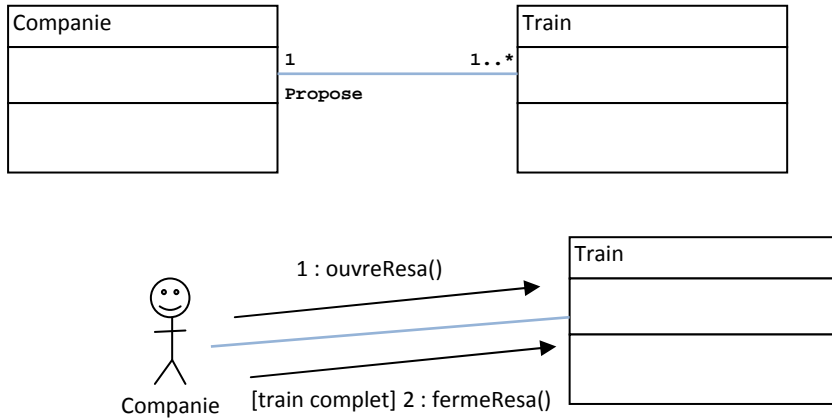 Companie
Train
1
1..*
Propose
Train
1 : ouvreResa()
Companie
[train complet] 2 : fermeResa()